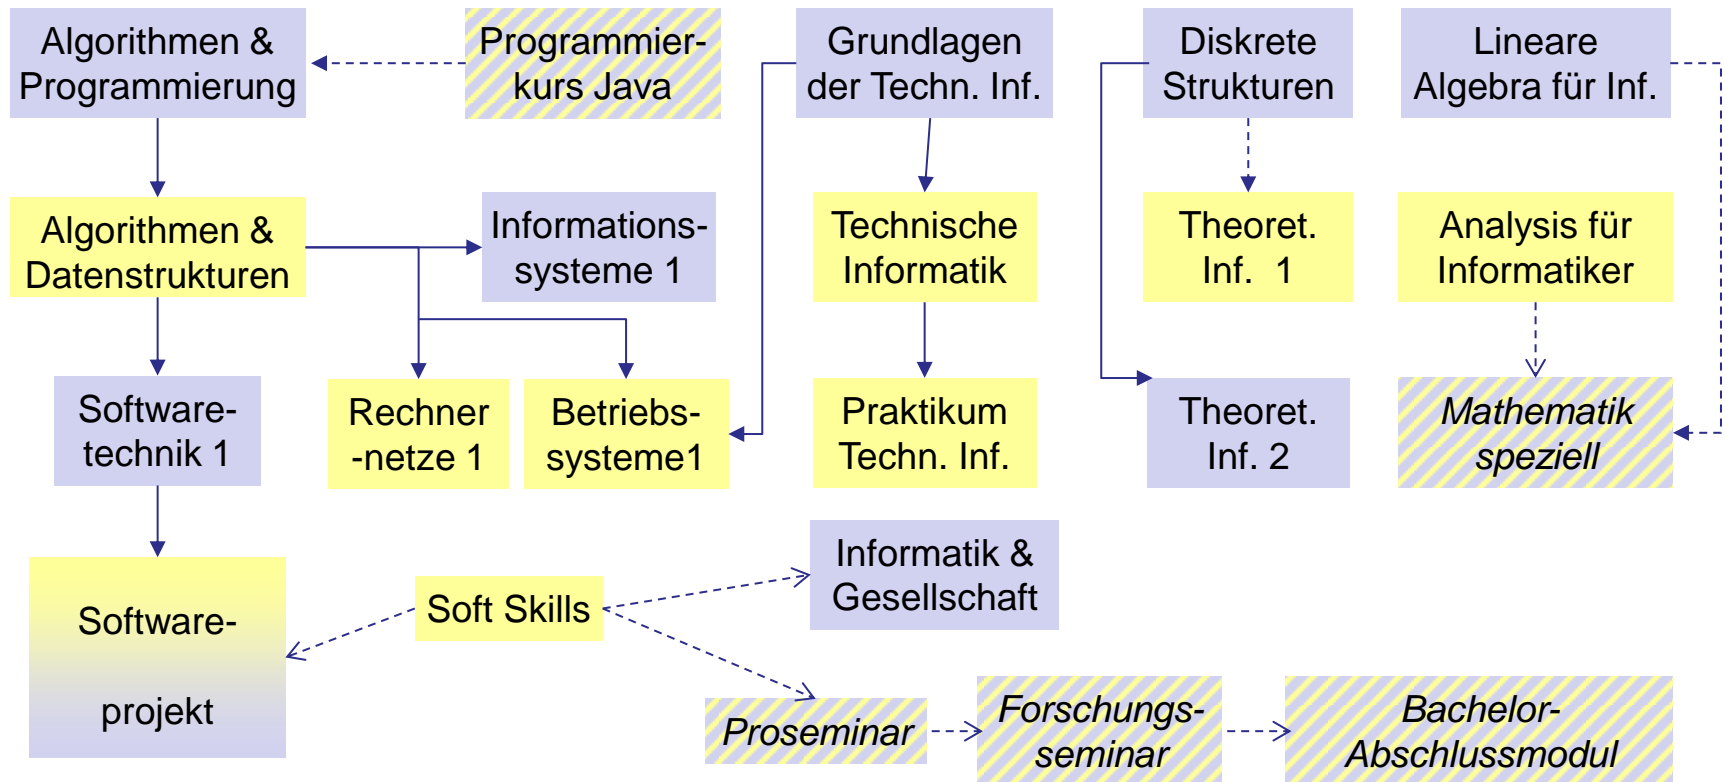 Algorithmen &
Programmierung
Programmier-
kurs Java
Grundlagen
der Techn. Inf.
Diskrete
Strukturen
Lineare
Algebra für Inf.
Algorithmen &
Datenstrukturen
Informations-
systeme 1
Technische
Informatik
Theoret.
Inf. 1
Analysis für
Informatiker
Software-
technik 1
Rechner
-netze 1
Betriebs-
systeme1
Praktikum
Techn. Inf.
Theoret.
Inf. 2
Mathematik
speziell
Software-
projekt
Soft Skills
Informatik &
Gesellschaft
Proseminar
Forschungs-
seminar
Bachelor-
Abschlussmodul